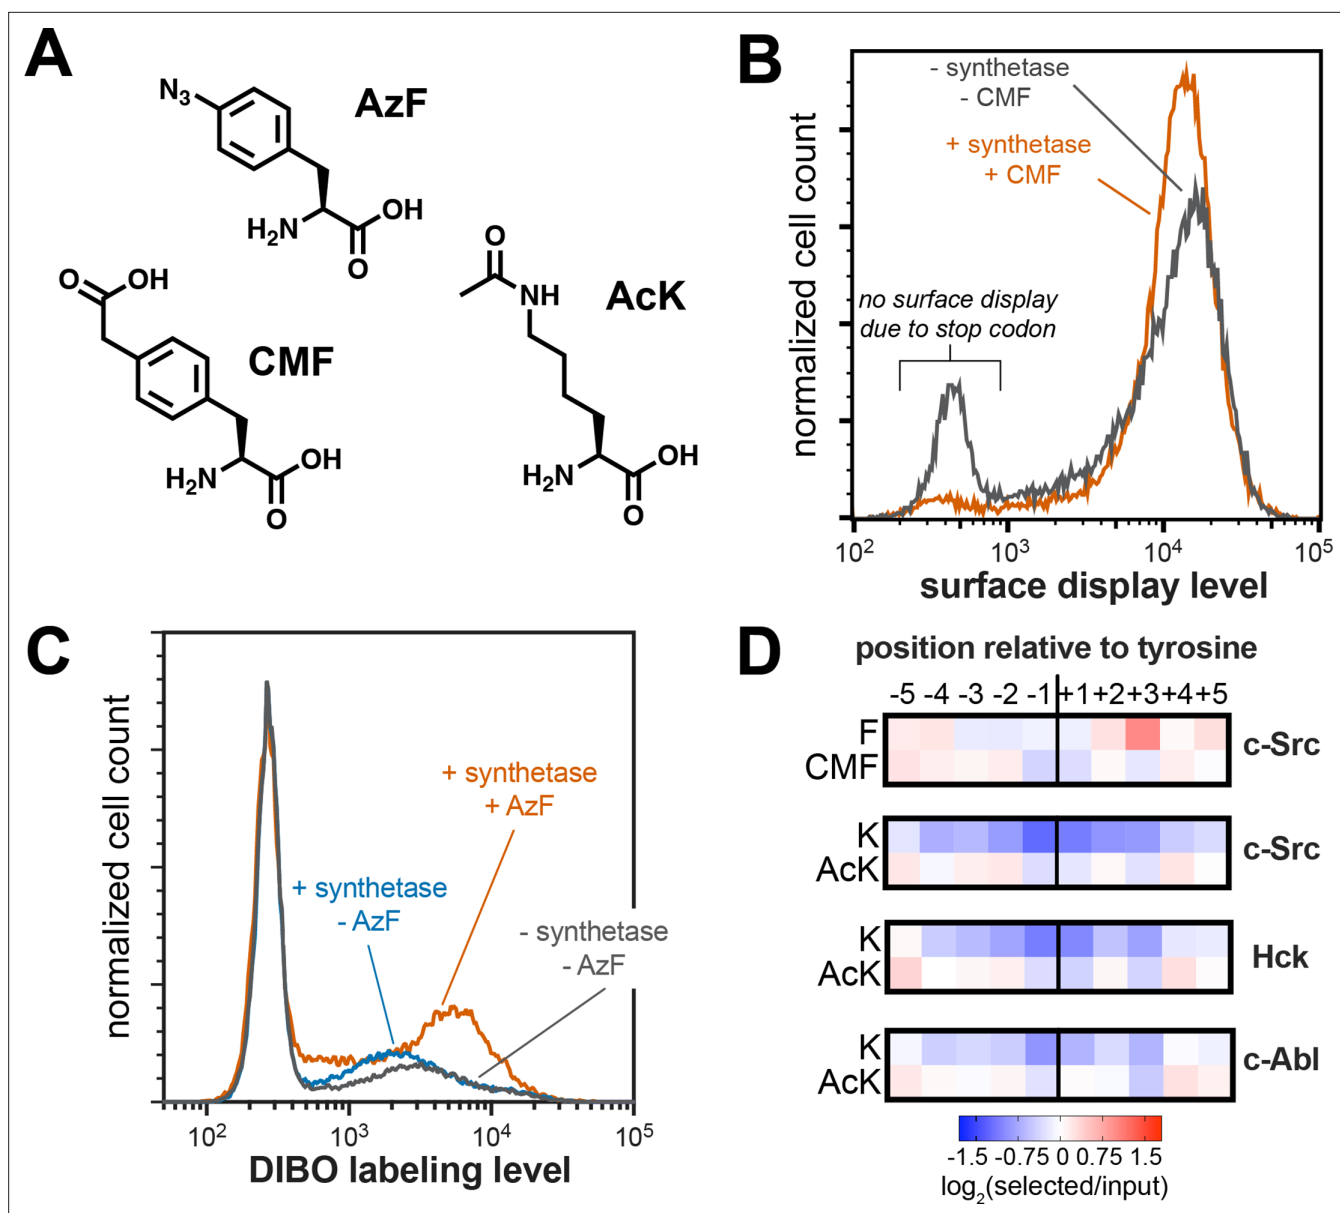 A
N3
AzF
H2N
OH
O
O
OH
CMF
H2N
OH
O
O
NH
AcK
H2N
OH
O
B
normalized cell count
- synthetase
- CMF
+ synthetase
+ CMF
no surface display
due to stop codon
10^2
10^3
10^4
10^5
surface display level
C
normalized cell count
+ synthetase
+ AzF
+ synthetase
- AzF
- synthetase
- AzF
10^2
10^3
10^4
10^5
DIBO labeling level
D
position relative to tyrosine
-5 -4 -3 -2 -1 +1 +2 +3 +4 +5
F
CMF
c-Src
K
AcK
c-Src
K
AcK
Hck
K
AcK
c-Abl
-1.5 -0.75 0 0.75 1.5
log2(selected/input)